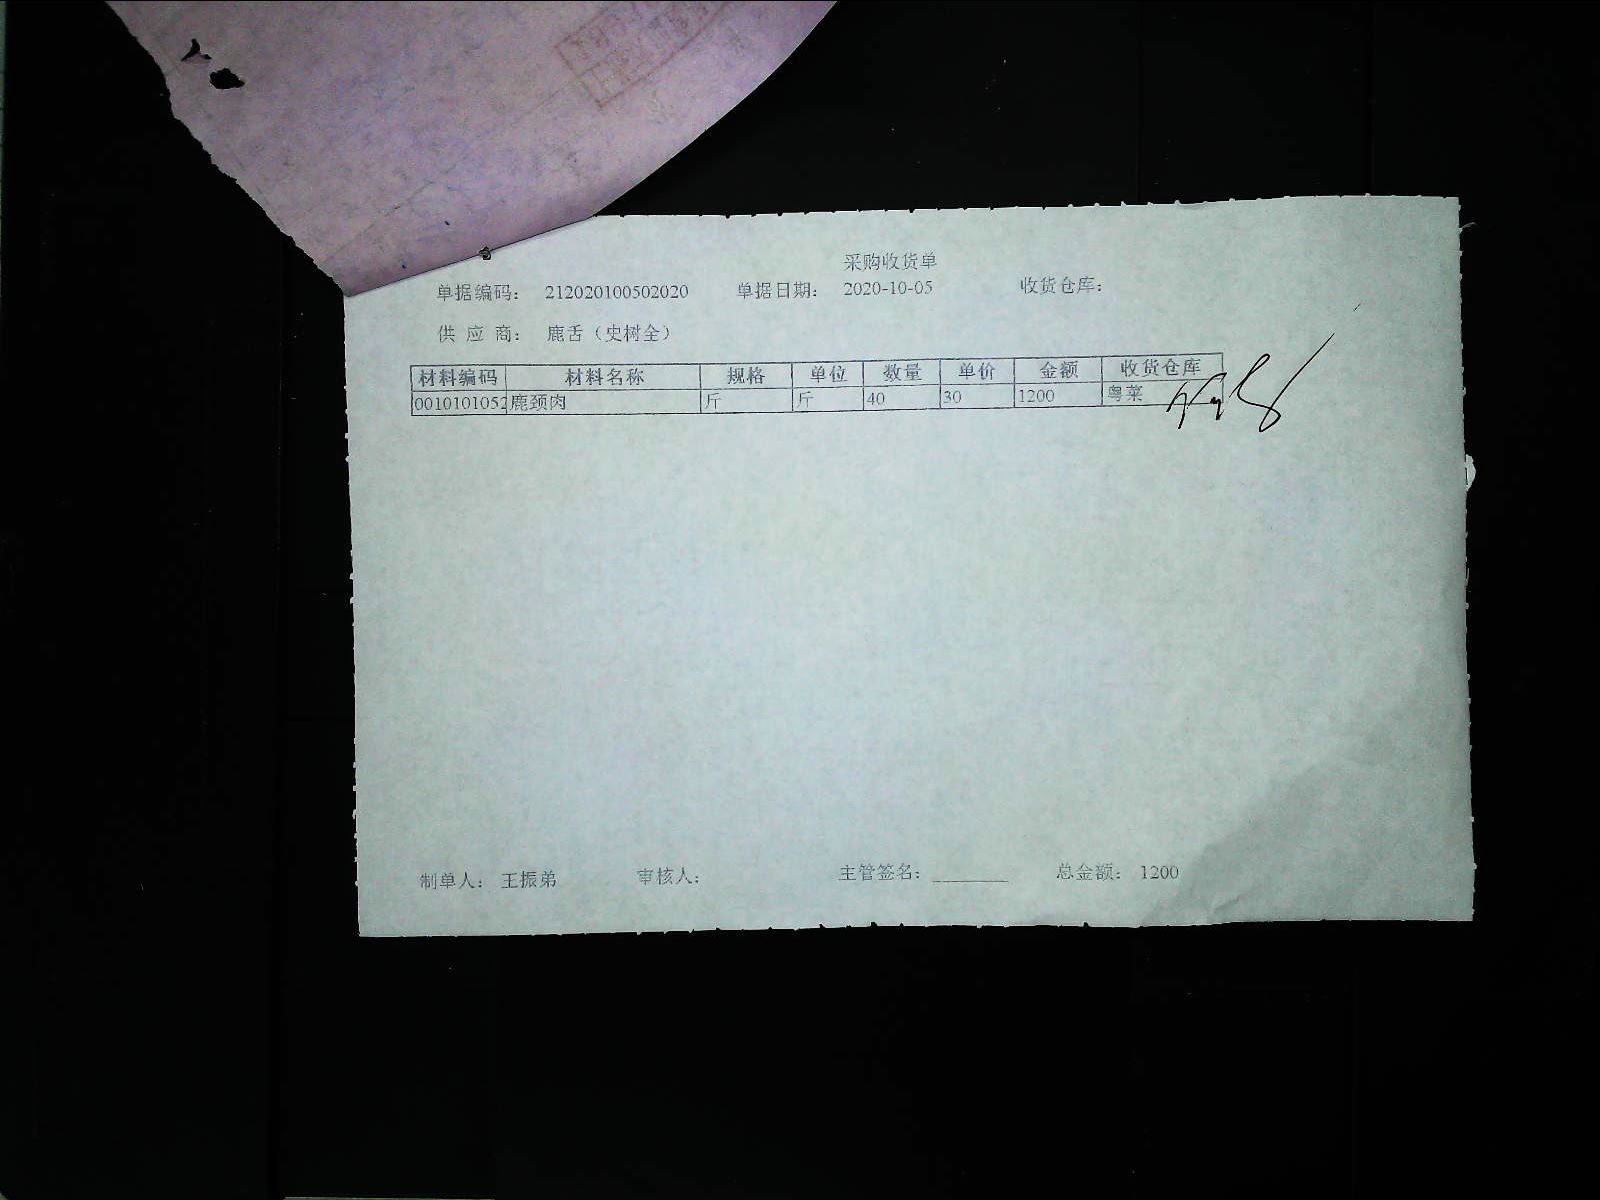 采购收货单
单据编码： 212020100502020 单据日期： 2020-10-05 收货仓库：
供 应 商： 鹿舌（史树全）
材料编码 材料名称 规格 单位 数量 单价 金额 收货仓库
0010101052 鹿颈肉 斤 斤 40 30 1200 粤菜
制单人： 王振弟 审核人： 主管签名： ________ 总金额： 1200